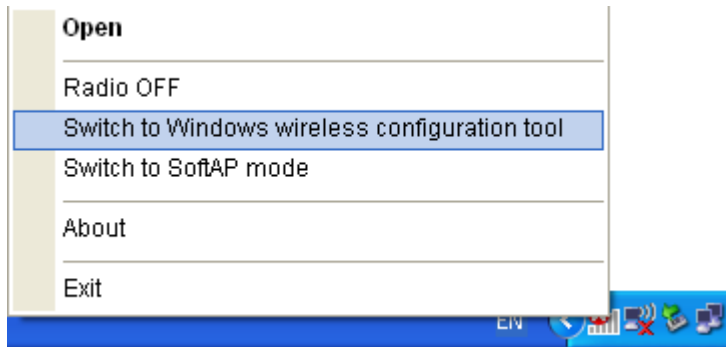 Open
Radio OFF
Switch to Windows wireless configuration tool
Switch to SoftAP mode
About
Exit
EN